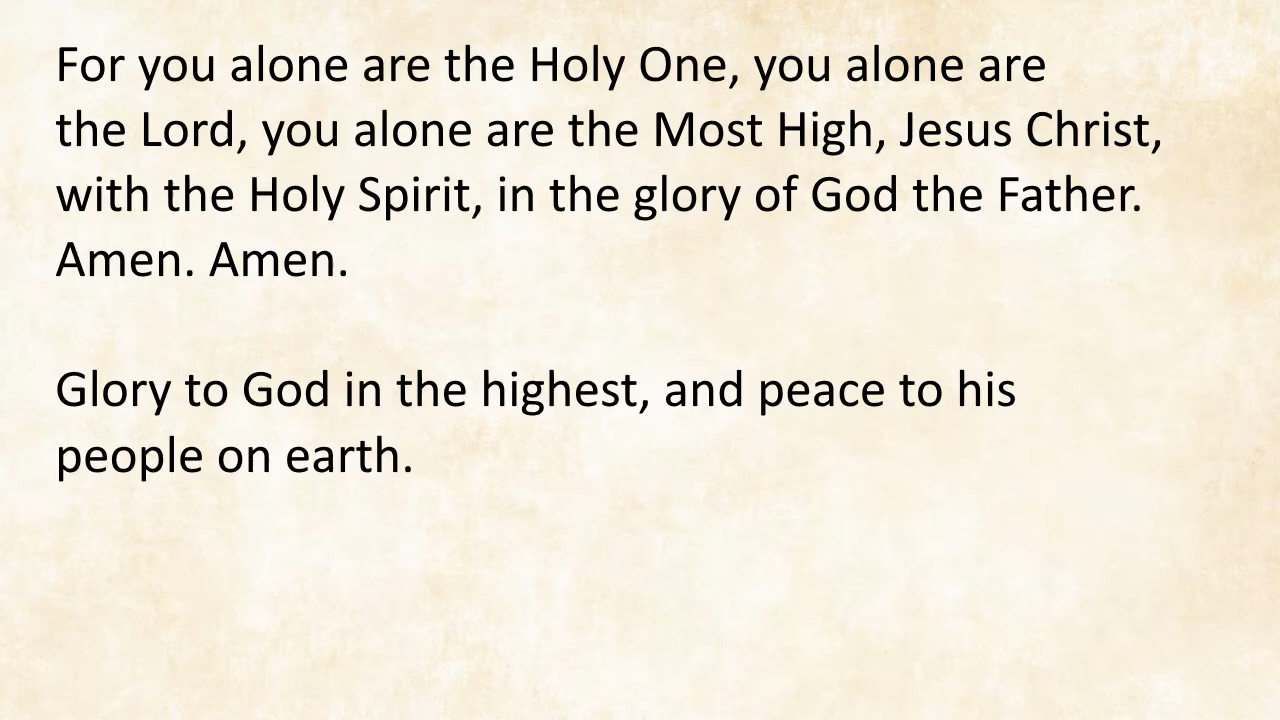 For you alone are the Holy One, you alone are
the Lord, you alone are the Most High, Jesus Christ,
with the Holy Spirit, in the glory of God the Father.
Amen. Amen.

Glory to God in the highest, and peace to his
people on earth.